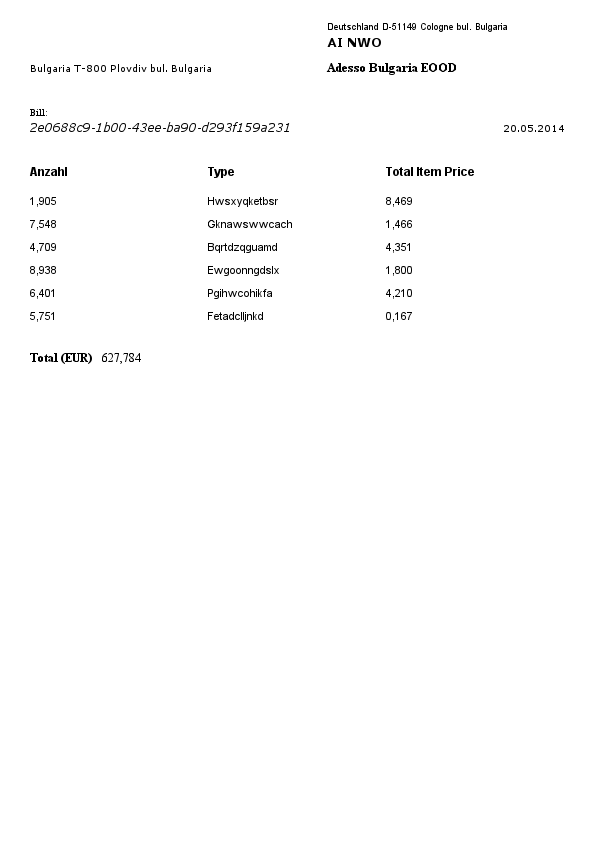 Deutschland D-51149 Cologne bul. Bulgaria
AI NWO
Bulgaria T-800 Plovdiv bul. Bulgaria
Adesso Bulgaria EOOD
Bill:
2e0688c9-1b00-43ee-ba90-d293f159a231
20.05.2014
Anzahl Type Total Item Price
1,905 Hwsxyqketbsr 8,469
7,548 Gknawswwcach 1,466
4,709 Bqrtdzqguamd 4,351
8,938 Ewgoonngdslx 1,800
6,401 Pgihwcohikfa 4,210
5,751 Fetadclljnkd 0,167
Total (EUR) 627,784